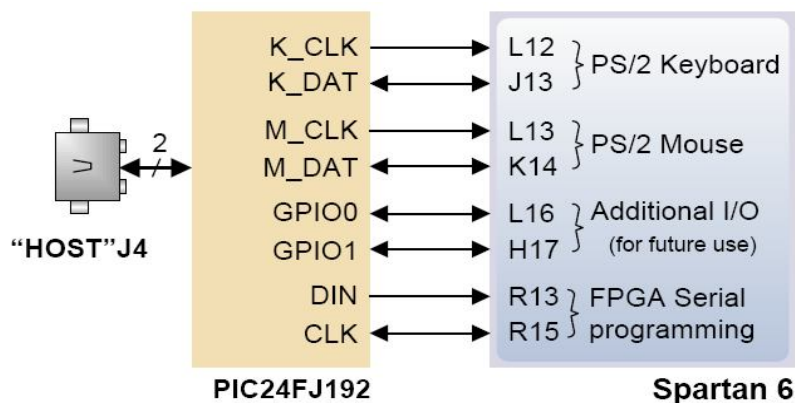 K_CLK L12
K_DAT J13 PS/2 Keyboard
M_CLK L13
2
M_DAT K14 PS/2 Mouse
GPIO0 L16 Additional I/O
"HOST"J4
GPIO1 H17 (for future use)
DIN R13 FPGA Serial
CLK R15 programming
PIC24FJ192 Spartan 6